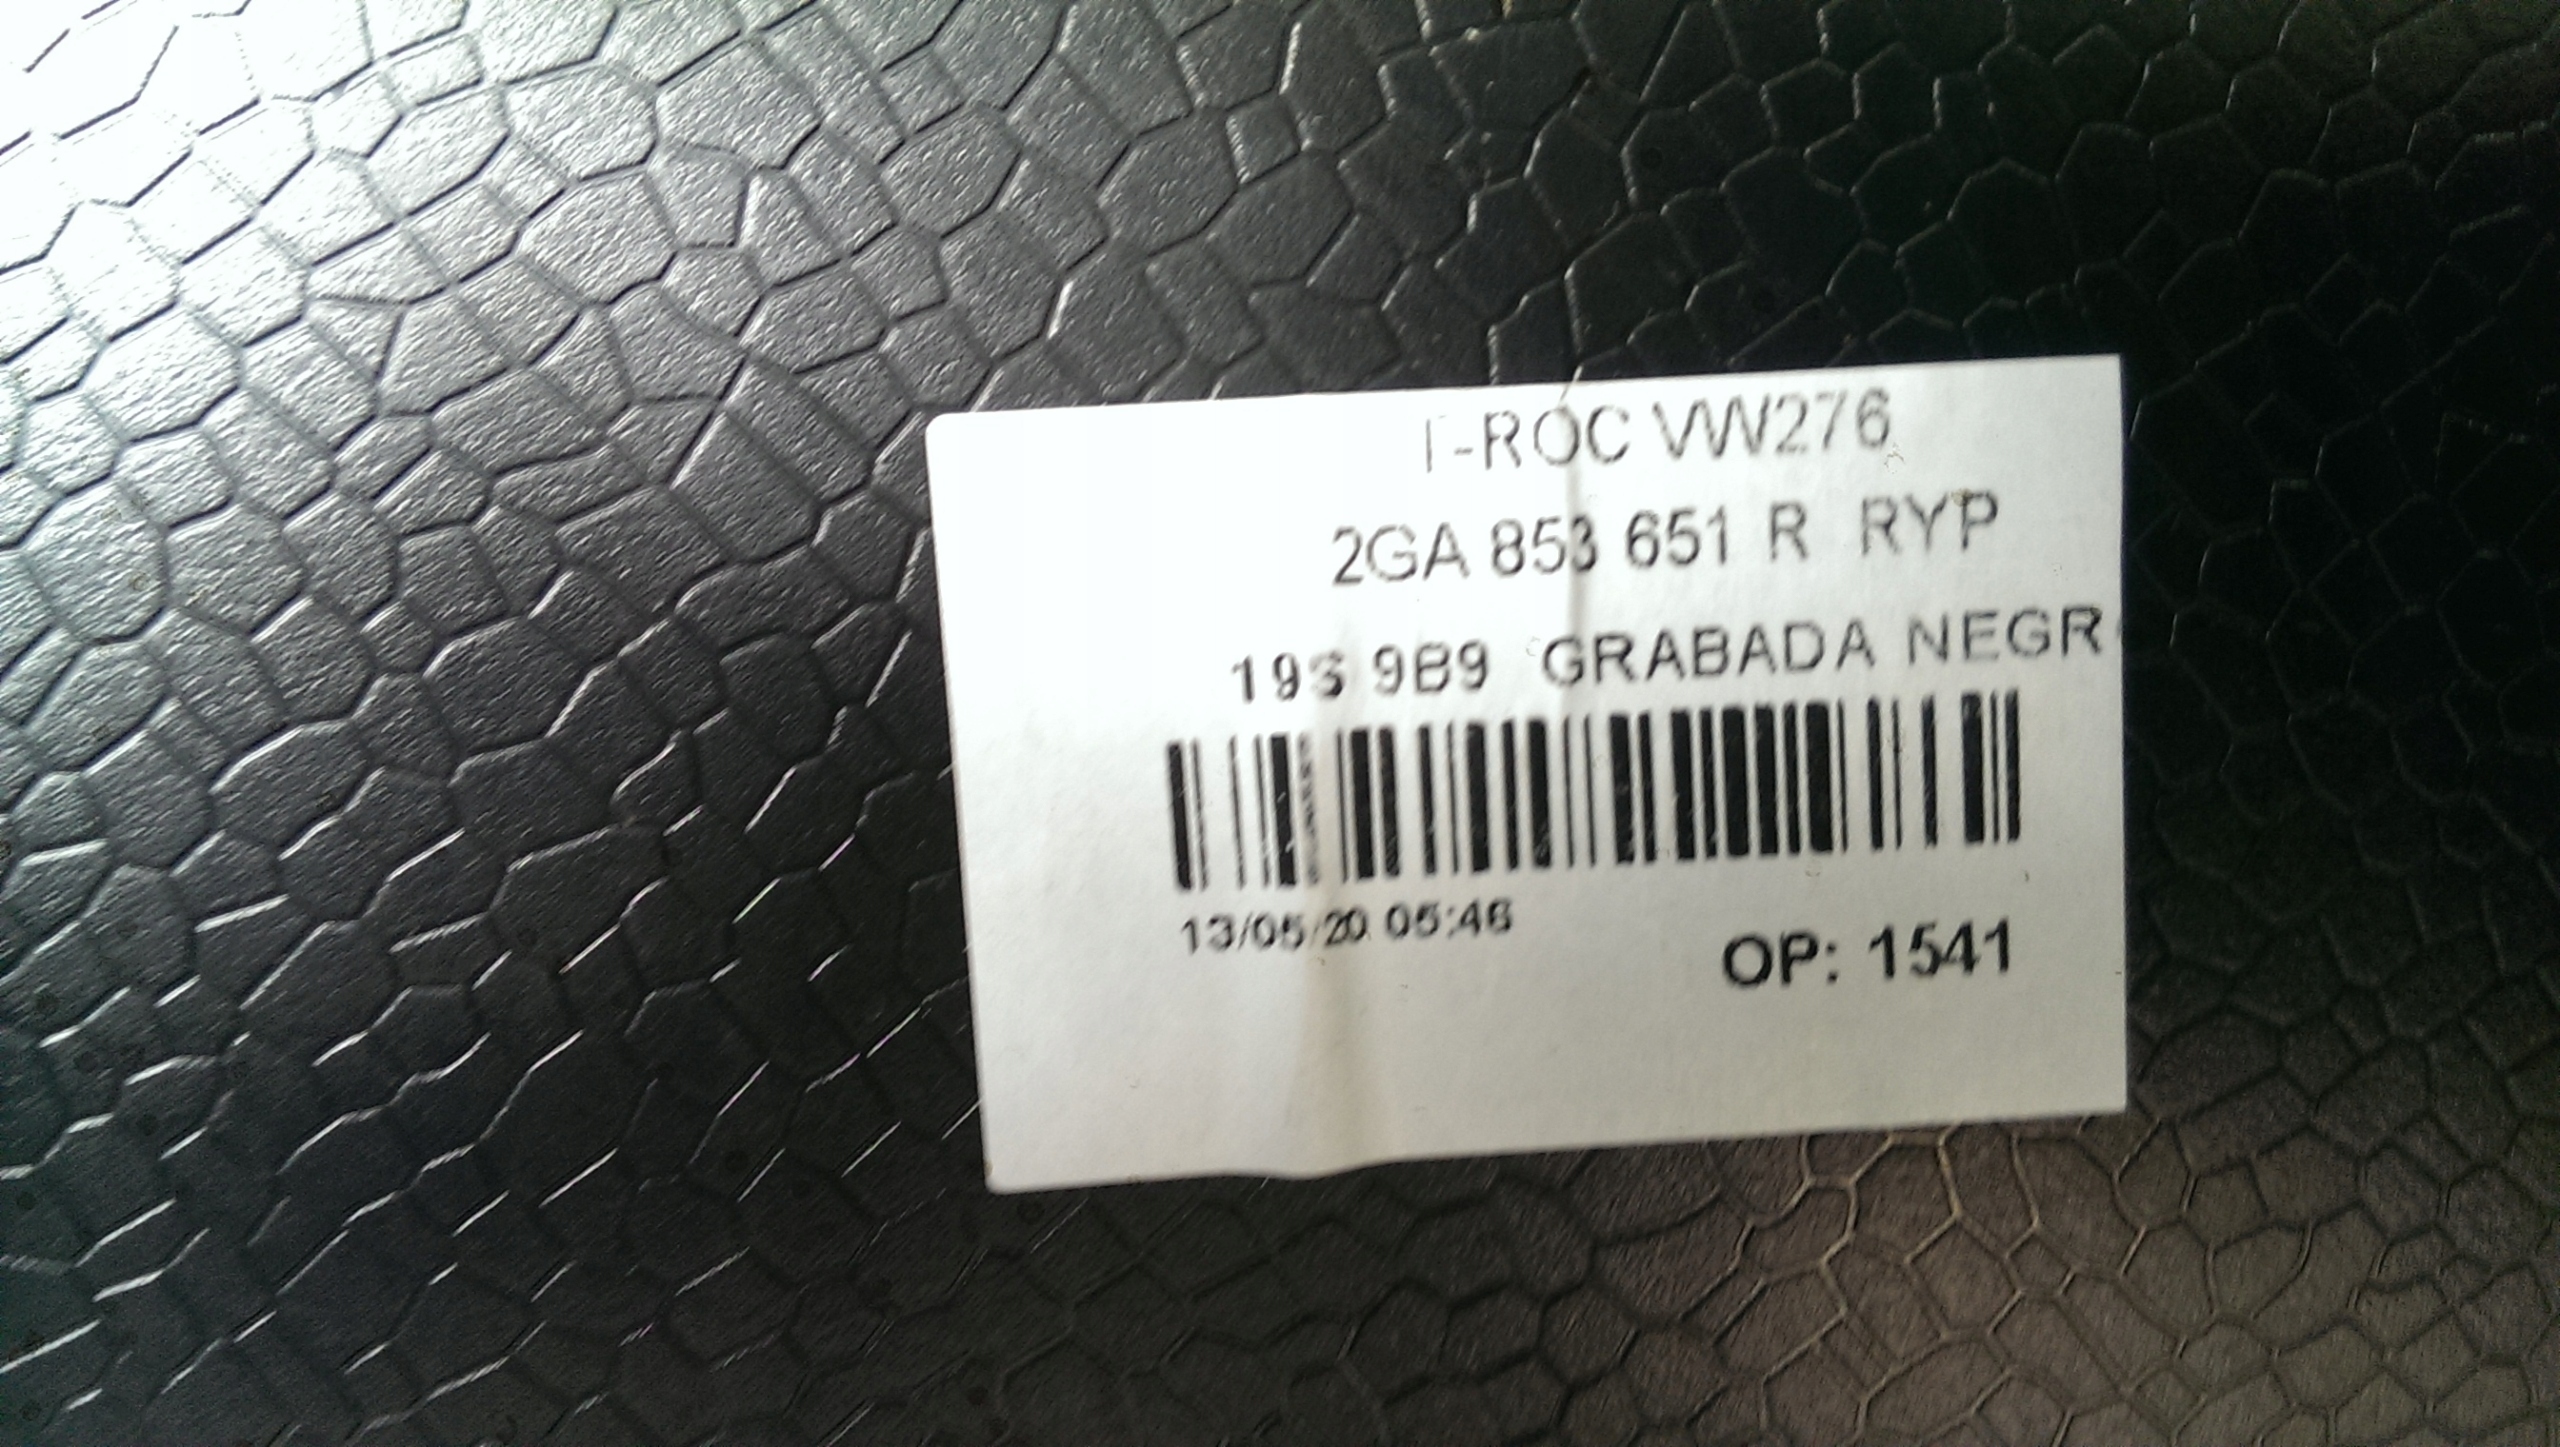 T-ROC VW276
2GA 853 651 R RYP
193 9B9 GRABADA NEGR
13/05/20 05:46
OP: 1541